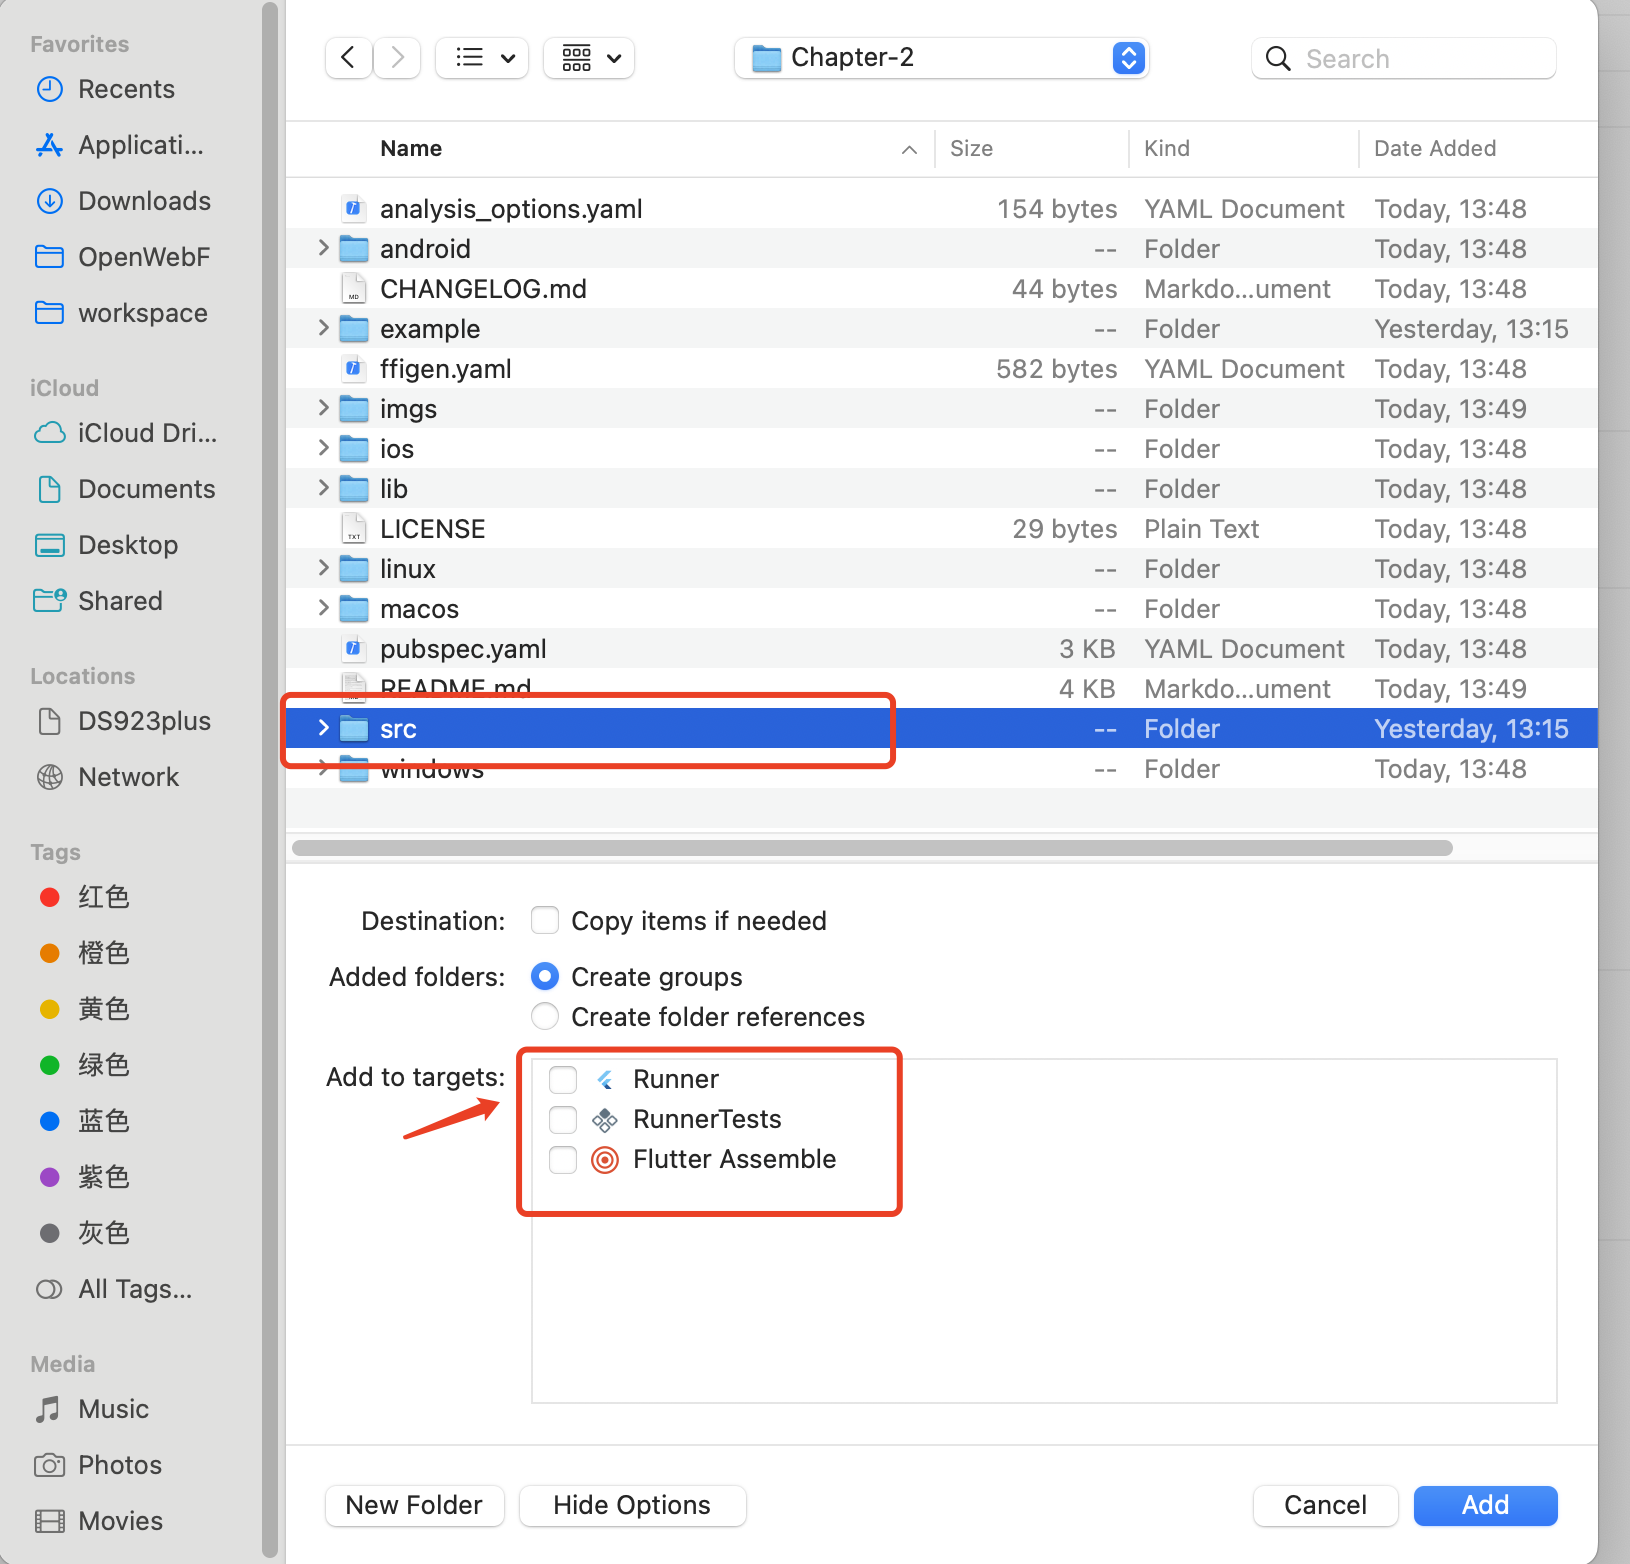 Favorites
Recents
Applicati...
Downloads
OpenWebF
workspace
iCloud
iCloud Dri...
Documents
Desktop
Shared
Locations
DS923plus
Network
Tags
红色
橙色
黄色
绿色
蓝色
紫色
灰色
All Tags...
Media
Music
Photos
Movies
Chapter-2
Search
Name Size Kind Date Added
analysis_options.yaml 154 bytes YAML Document Today, 13:48
android -- Folder Today, 13:48
CHANGELOG.md 44 bytes Markdo...ument Today, 13:48
example -- Folder Yesterday, 13:15
ffigen.yaml 582 bytes YAML Document Today, 13:48
imgs -- Folder Today, 13:49
ios -- Folder Today, 13:48
lib -- Folder Today, 13:48
LICENSE 29 bytes Plain Text Today, 13:48
linux -- Folder Today, 13:48
macos -- Folder Today, 13:48
pubspec.yaml 3 KB YAML Document Today, 13:48
README.md 4 KB Markdo...ument Today, 13:49
src -- Folder Yesterday, 13:15
windows -- Folder Today, 13:48
Destination: Copy items if needed
Added folders: Create groups
Create folder references
Add to targets: Runner
RunnerTests
Flutter Assemble
New Folder Hide Options Cancel Add